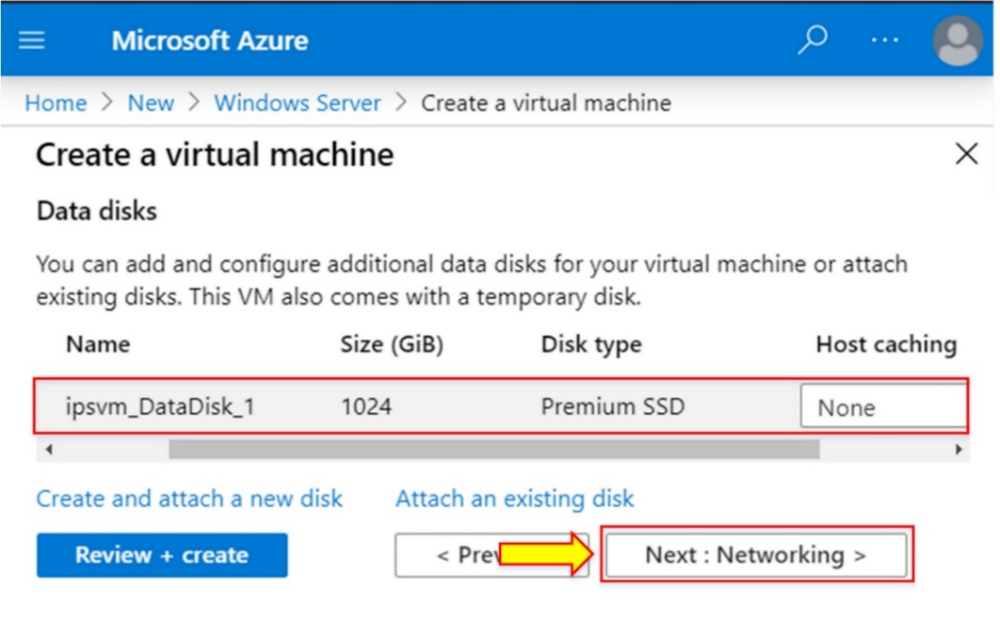 Microsoft Azure
Home > New > Windows Server > Create a virtual machine
Create a virtual machine
Data disks
You can add and configure additional data disks for your virtual machine or attach
existing disks. This VM also comes with a temporary disk.
Name Size (GiB) Disk type Host caching
ipsvm_DataDisk_1 1024 Premium SSD None
Create and attach a new disk Attach an existing disk
Review + create < Prev Next : Networking >